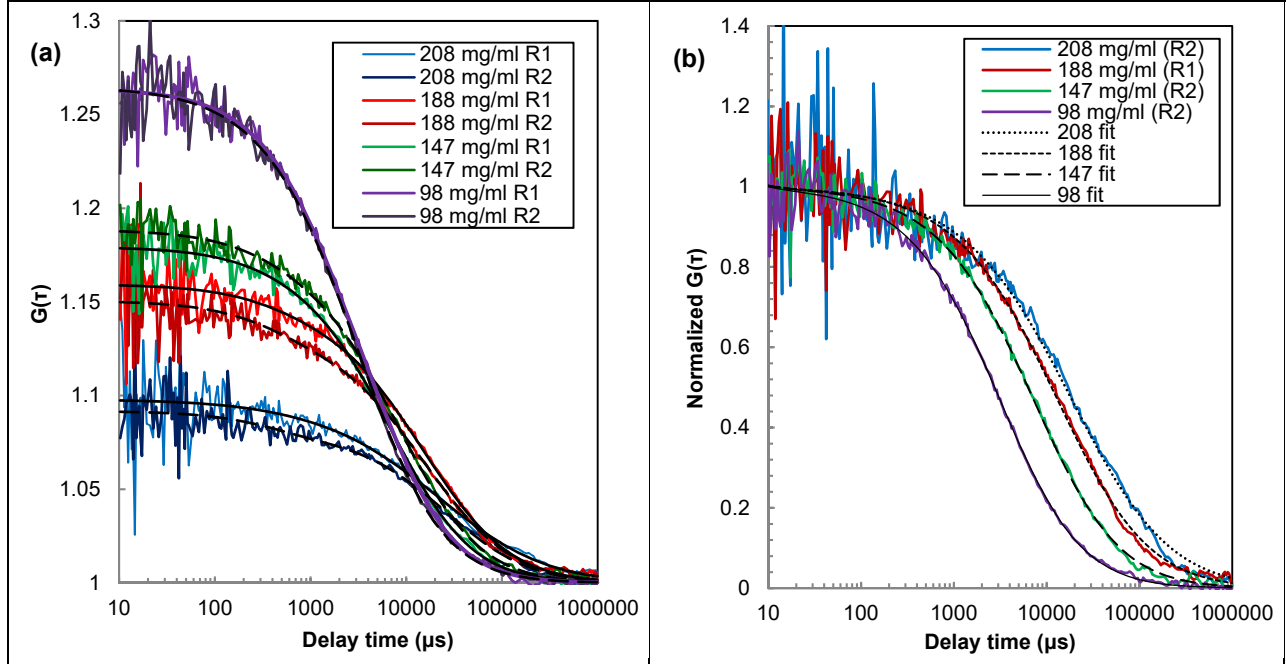 (a)
208 mg/ml R1
208 mg/ml R2
188 mg/ml R1
188 mg/ml R2
147 mg/ml R1
147 mg/ml R2
98 mg/ml R1
98 mg/ml R2
G(τ)
1.3
1.25
1.2
1.15
1.1
1.05
1
10 100 1000 10000 100000 1000000
Delay time (µs)
(b)
208 mg/ml (R2)
188 mg/ml (R1)
147 mg/ml (R2)
98 mg/ml (R2)
208 fit
188 fit
147 fit
98 fit
Normalized G(τ)
1.4
1.2
1
0.8
0.6
0.4
0.2
0
10 100 1000 10000 100000 1000000
Delay time (µs)